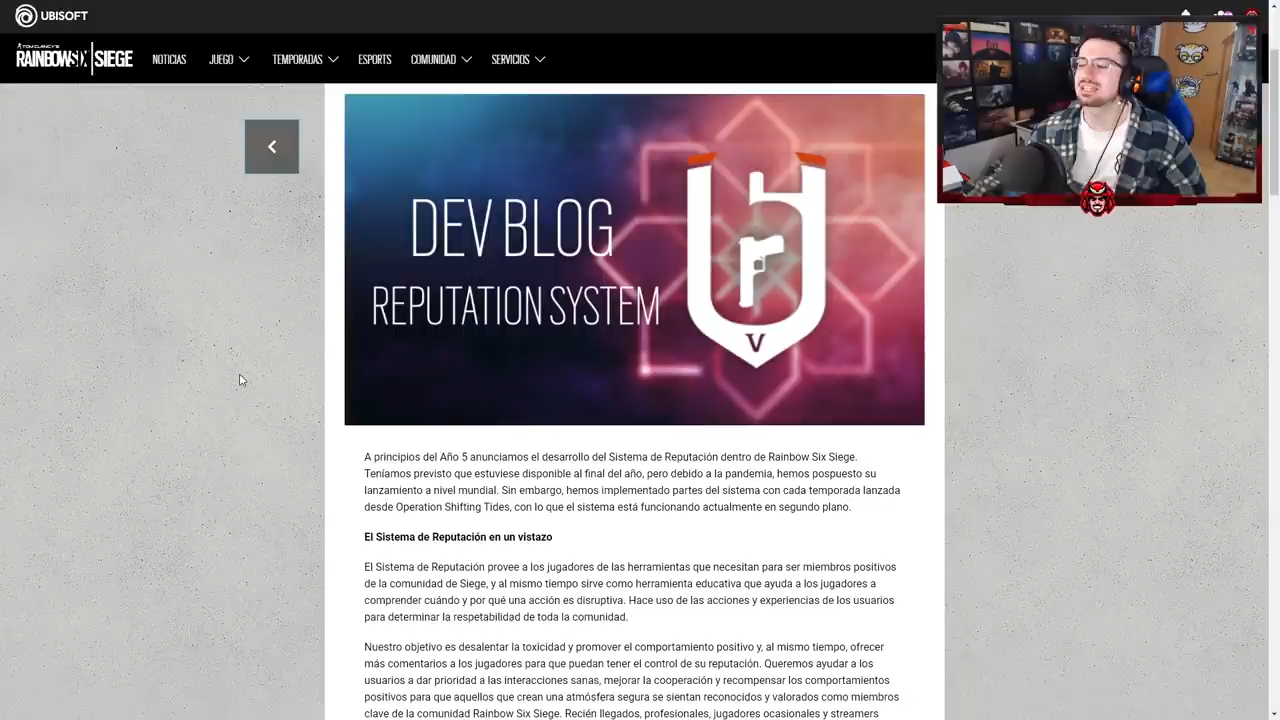 UBISOFT
TOM CLANCY'S
RAINBOWSIX|SIEGE
NOTICIAS
JUEGO
TEMPORADAS
ESPORTS
COMUNIDAD
SERVICIOS
DEV BLOG
REPUTATION SYSTEM
V
A principios del Año 5 anunciamos el desarrollo del Sistema de Reputación dentro de Rainbow Six Siege.
Teníamos previsto que estuviese disponible al final del año, pero debido a la pandemia, hemos pospuesto su
lanzamiento a nivel mundial. Sin embargo, hemos implementado partes del sistema con cada temporada lanzada
desde Operation Shifting Tides, con lo que el sistema está funcionando actualmente en segundo plano.
El Sistema de Reputación en un vistazo
El Sistema de Reputación provee a los jugadores de las herramientas que necesitan para ser miembros positivos
de la comunidad de Siege, y al mismo tiempo sirve como herramienta educativa que ayuda a los jugadores a
comprender cuándo y por qué una acción es disruptiva. Hace uso de las acciones y experiencias de los usuarios
para determinar la respetabilidad de toda la comunidad.
Nuestro objetivo es desalentar la toxicidad y promover el comportamiento positivo y, al mismo tiempo, ofrecer
más comentarios a los jugadores para que puedan tener el control de su reputación. Queremos ayudar a los
usuarios a dar prioridad a las interacciones sanas, mejorar la cooperación y recompensar los comportamientos
positivos para que aquellos que crean una atmósfera segura se sientan reconocidos y valorados como miembros
clave de la comunidad Rainbow Six Siege. Recién llegados, profesionales, jugadores ocasionales y streamers